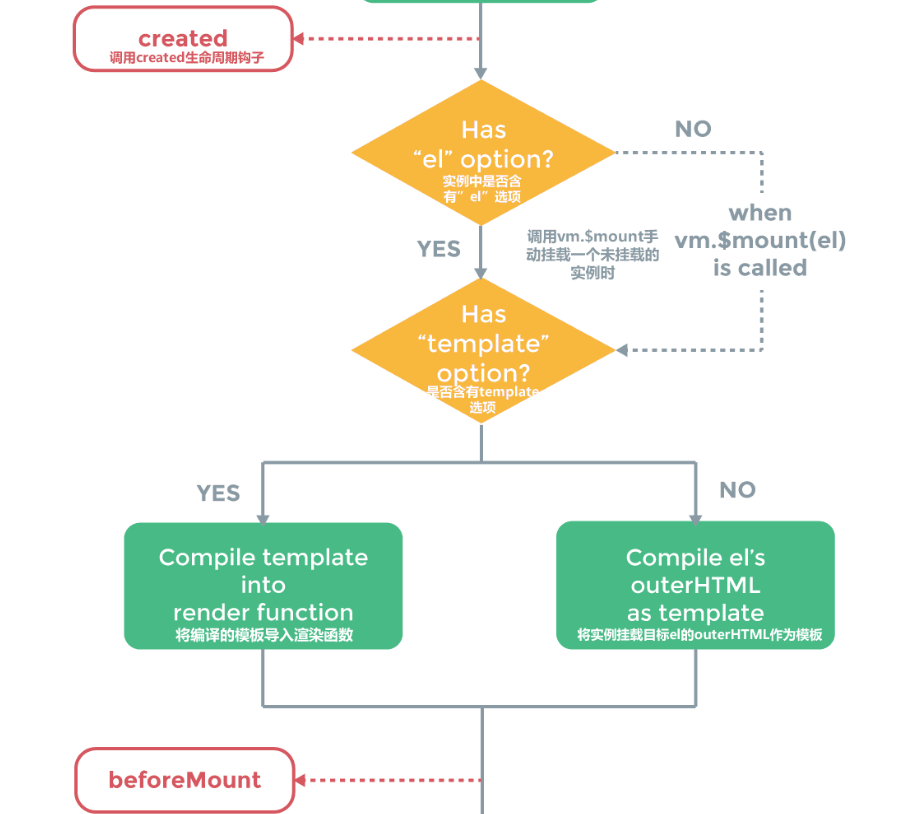 created
调用created生命周期钩子
Has
“el” option?
实例中是否含
有”el”选项
NO
YES
调用vm.$mount手
动挂载一个未挂载的
实例时
when
vm.$mount(el)
is called
Has
“template”
option?
是否含有template
选项
YES
NO
Compile template
into
render function
将编译的模板导入渲染函数
Compile el’s
outerHTML
as template
将实例挂载目标el的outerHTML作为模板
beforeMount